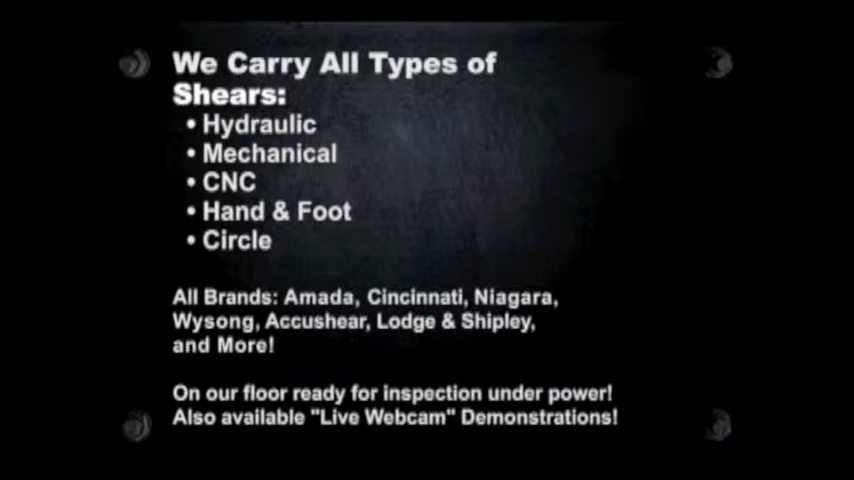 We Carry All Types of
Shears:
• Hydraulic
• Mechanical
• CNC
• Hand & Foot
• Circle
All Brands: Amada, Cincinnati, Niagara,
Wysong, Accushear, Lodge & Shipley,
and More!
On our floor ready for inspection under power!
Also available "Live Webcam" Demonstrations!